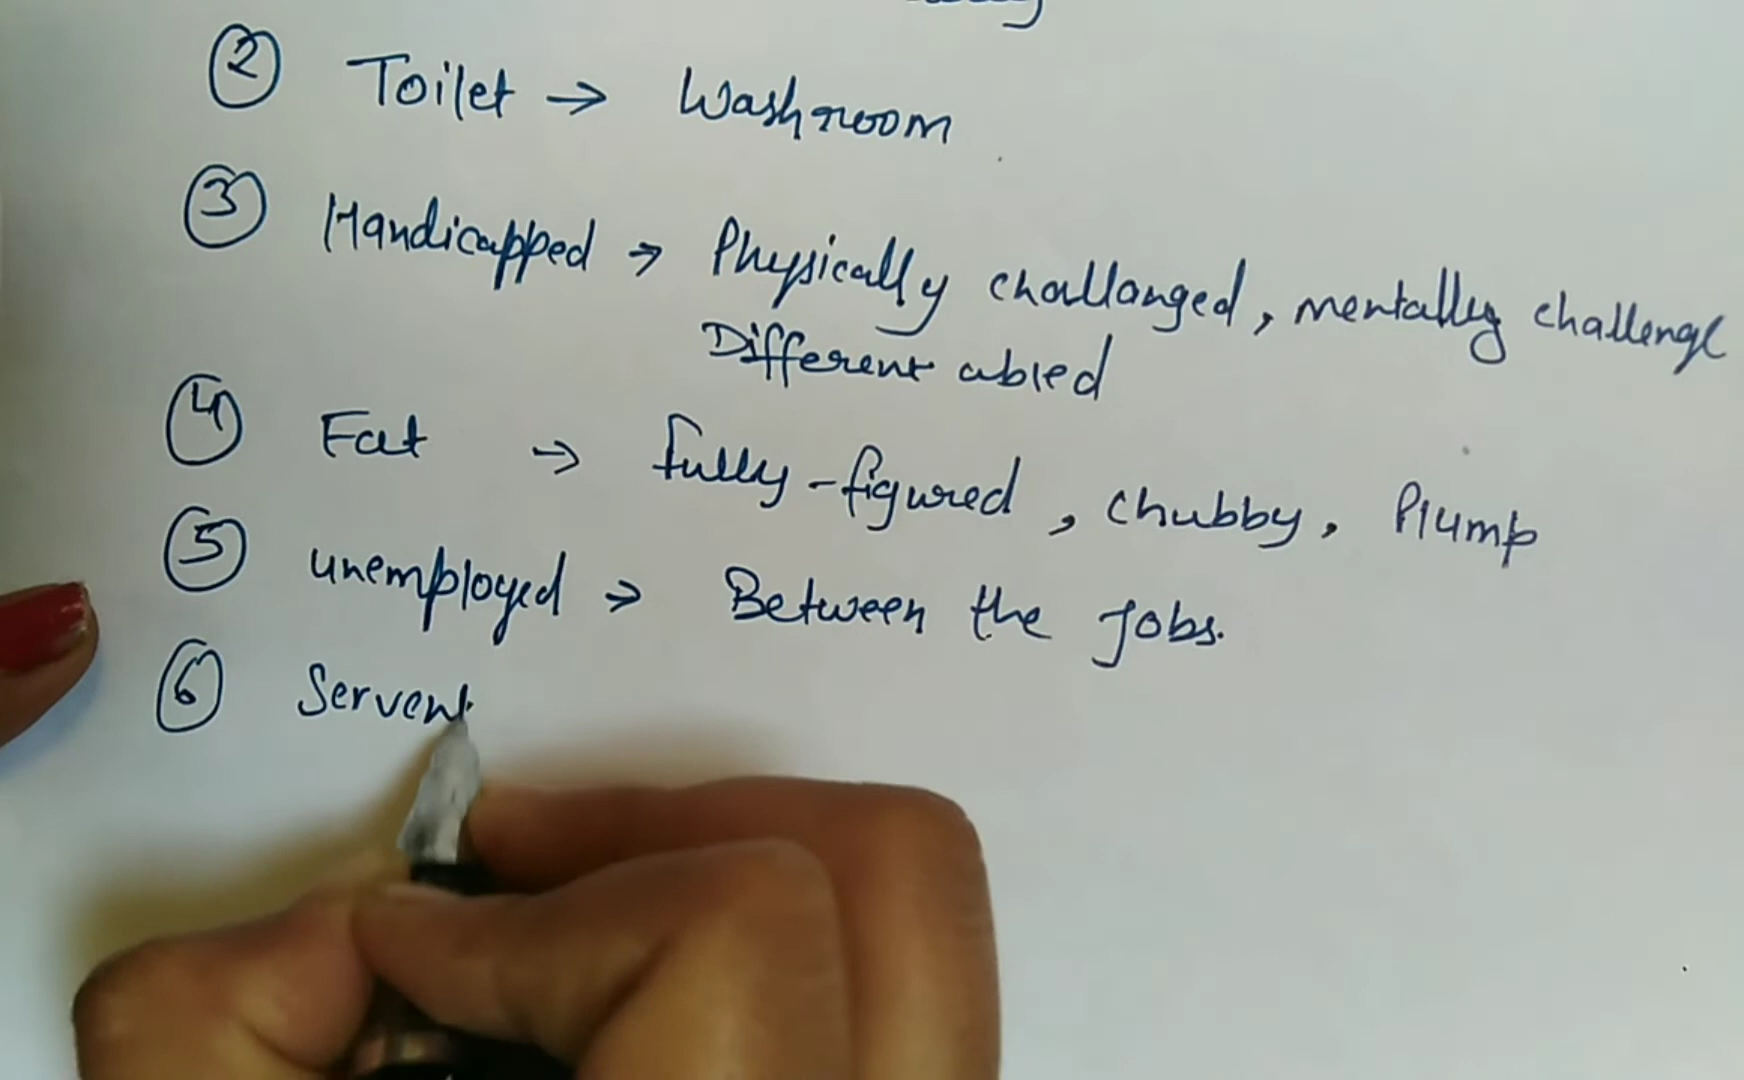 ② Toilet → Washroom
③ Handicapped → Physically challanged, mentally challenge
Different abled
④ Fat → fully-figured, chubby, Plump
⑤ unemployed → Between the Jobs.
⑥ Servent